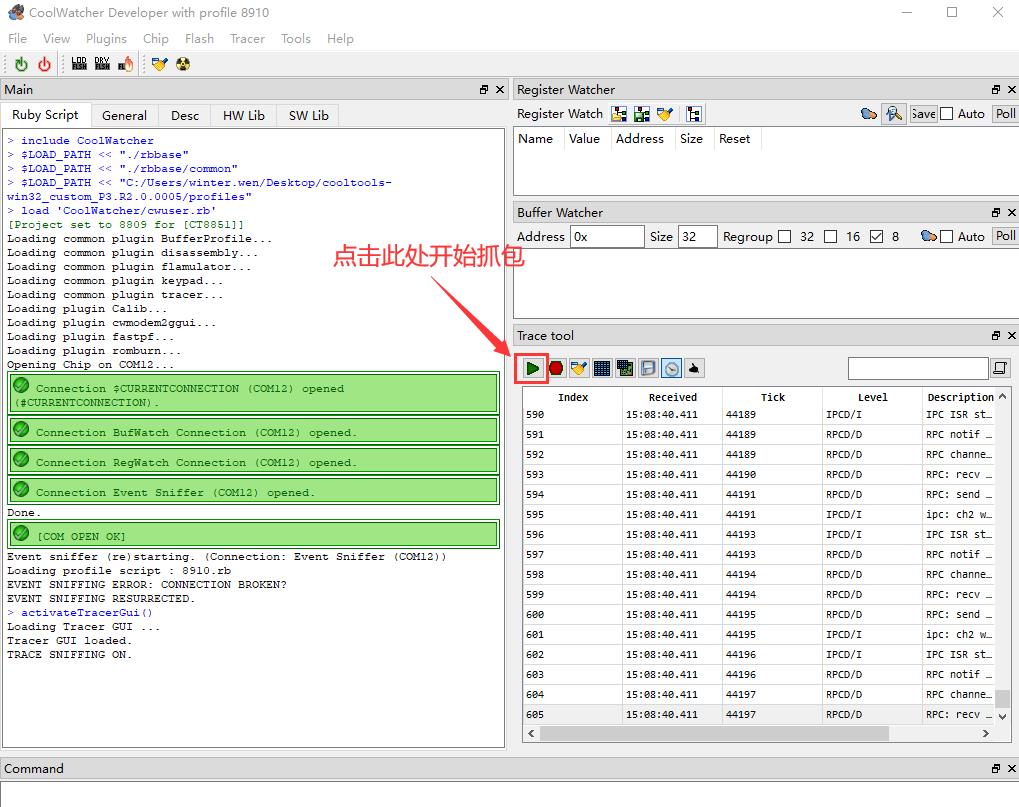 CoolWatcher Developer with profile 8910
File View Plugins Chip Flash Tracer Tools Help
Main
Ruby Script General Desc HW Lib SW Lib
> include CoolWatcher
> $LOAD_PATH << "./rbbase"
> $LOAD_PATH << "./rbbase/common"
> $LOAD_PATH << "C:/Users/winter.wen/Desktop/cooltools-
win32_custom_P3.R2.0.0005/profiles"
> load 'CoolWatcher/cwuser.rb'
[Project set to 8809 for [CT8851]]
Loading common plugin BufferProfile...
Loading common plugin disassembly...
Loading common plugin flamulator...
Loading common plugin keypad...
Loading common plugin tracer...
Loading plugin Calib...
Loading plugin cwmodem2ggui...
Loading plugin fastpf...
Loading plugin romburn...
Opening Chip on COM12...
Connection $CURRENTCONNECTION (COM12) opened
(#CURRENTCONNECTION).
Connection BufWatch Connection (COM12) opened.
Connection RegWatch Connection (COM12) opened.
Connection Event Sniffer (COM12) opened.
Done.
[COM OPEN OK]
Event sniffer (re)starting. (Connection: Event Sniffer (COM12))
Loading profile script : 8910.rb
EVENT SNIFFING ERROR: CONNECTION BROKEN?
EVENT SNIFFING RESURRECTED.
> activateTracerGui()
Loading Tracer GUI ...
Tracer GUI loaded.
TRACE SNIFFING ON.
点击此处开始抓包
Register Watcher
Register Watch Save Auto Poll
Name Value Address Size Reset
Buffer Watcher
Address 0x Size 32 Regroup 32 16 8 Auto Poll
Trace tool
Index Received Tick Level Description
590 15:08:40.411 44189 IPCD/I IPC ISR st…
591 15:08:40.411 44189 RPCD/D RPC notif …
592 15:08:40.411 44189 RPCD/D RPC channe…
593 15:08:40.411 44190 RPCD/D RPC: recv …
594 15:08:40.411 44191 RPCD/D RPC: send …
595 15:08:40.411 44191 IPCD/I ipc: ch2 w…
596 15:08:40.411 44193 IPCD/I IPC ISR st…
597 15:08:40.411 44193 RPCD/D RPC notif …
598 15:08:40.411 44194 RPCD/D RPC channe…
599 15:08:40.411 44194 RPCD/D RPC: recv …
600 15:08:40.411 44195 RPCD/D RPC: send …
601 15:08:40.411 44195 IPCD/I ipc: ch2 w…
602 15:08:40.411 44196 IPCD/I IPC ISR st…
603 15:08:40.411 44196 RPCD/D RPC notif …
604 15:08:40.411 44197 RPCD/D RPC channe…
605 15:08:40.411 44197 RPCD/D RPC: recv …
Command